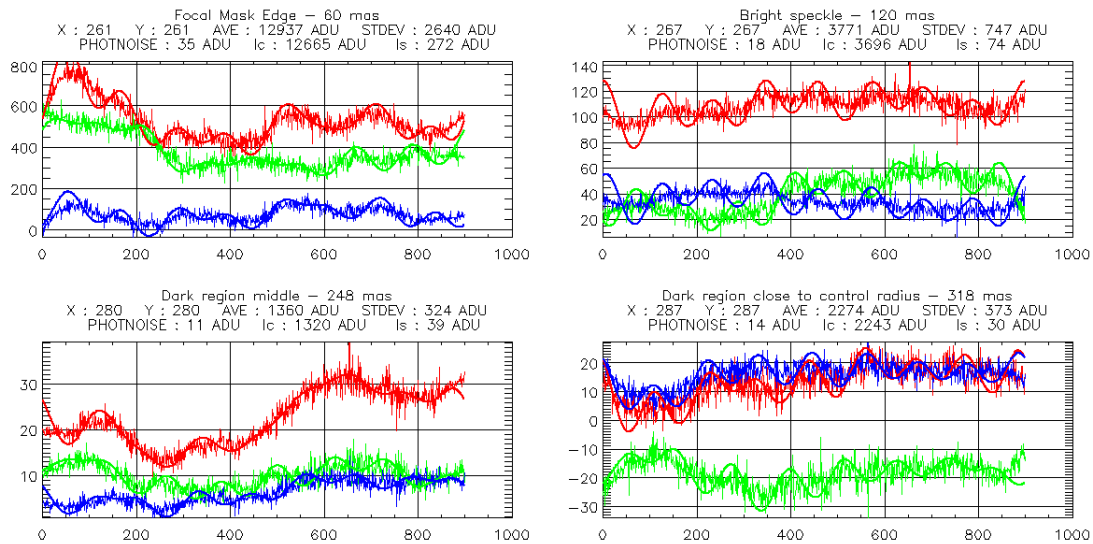 Focal Mask Edge – 60 mas
X : 261 Y : 261 AVE : 12937 ADU STDEV : 2640 ADU
PHOTNOISE : 35 ADU Ic : 12665 ADU Is : 272 ADU
800
600
400
200
0
0 200 400 600 800 1000
Bright speckle – 120 mas
X : 267 Y : 267 AVE : 3771 ADU STDEV : 747 ADU
PHOTNOISE : 18 ADU Ic : 3696 ADU Is : 74 ADU
140
120
100
80
60
40
20
0 200 400 600 800 1000
Dark region middle – 248 mas
X : 280 Y : 280 AVE : 1360 ADU STDEV : 324 ADU
PHOTNOISE : 11 ADU Ic : 1320 ADU Is : 39 ADU
30
20
10
0 200 400 600 800 1000
Dark region close to control radius – 318 mas
X : 287 Y : 287 AVE : 2274 ADU STDEV : 373 ADU
PHOTNOISE : 14 ADU Ic : 2243 ADU Is : 30 ADU
20
10
0
−10
−20
−30
0 200 400 600 800 1000